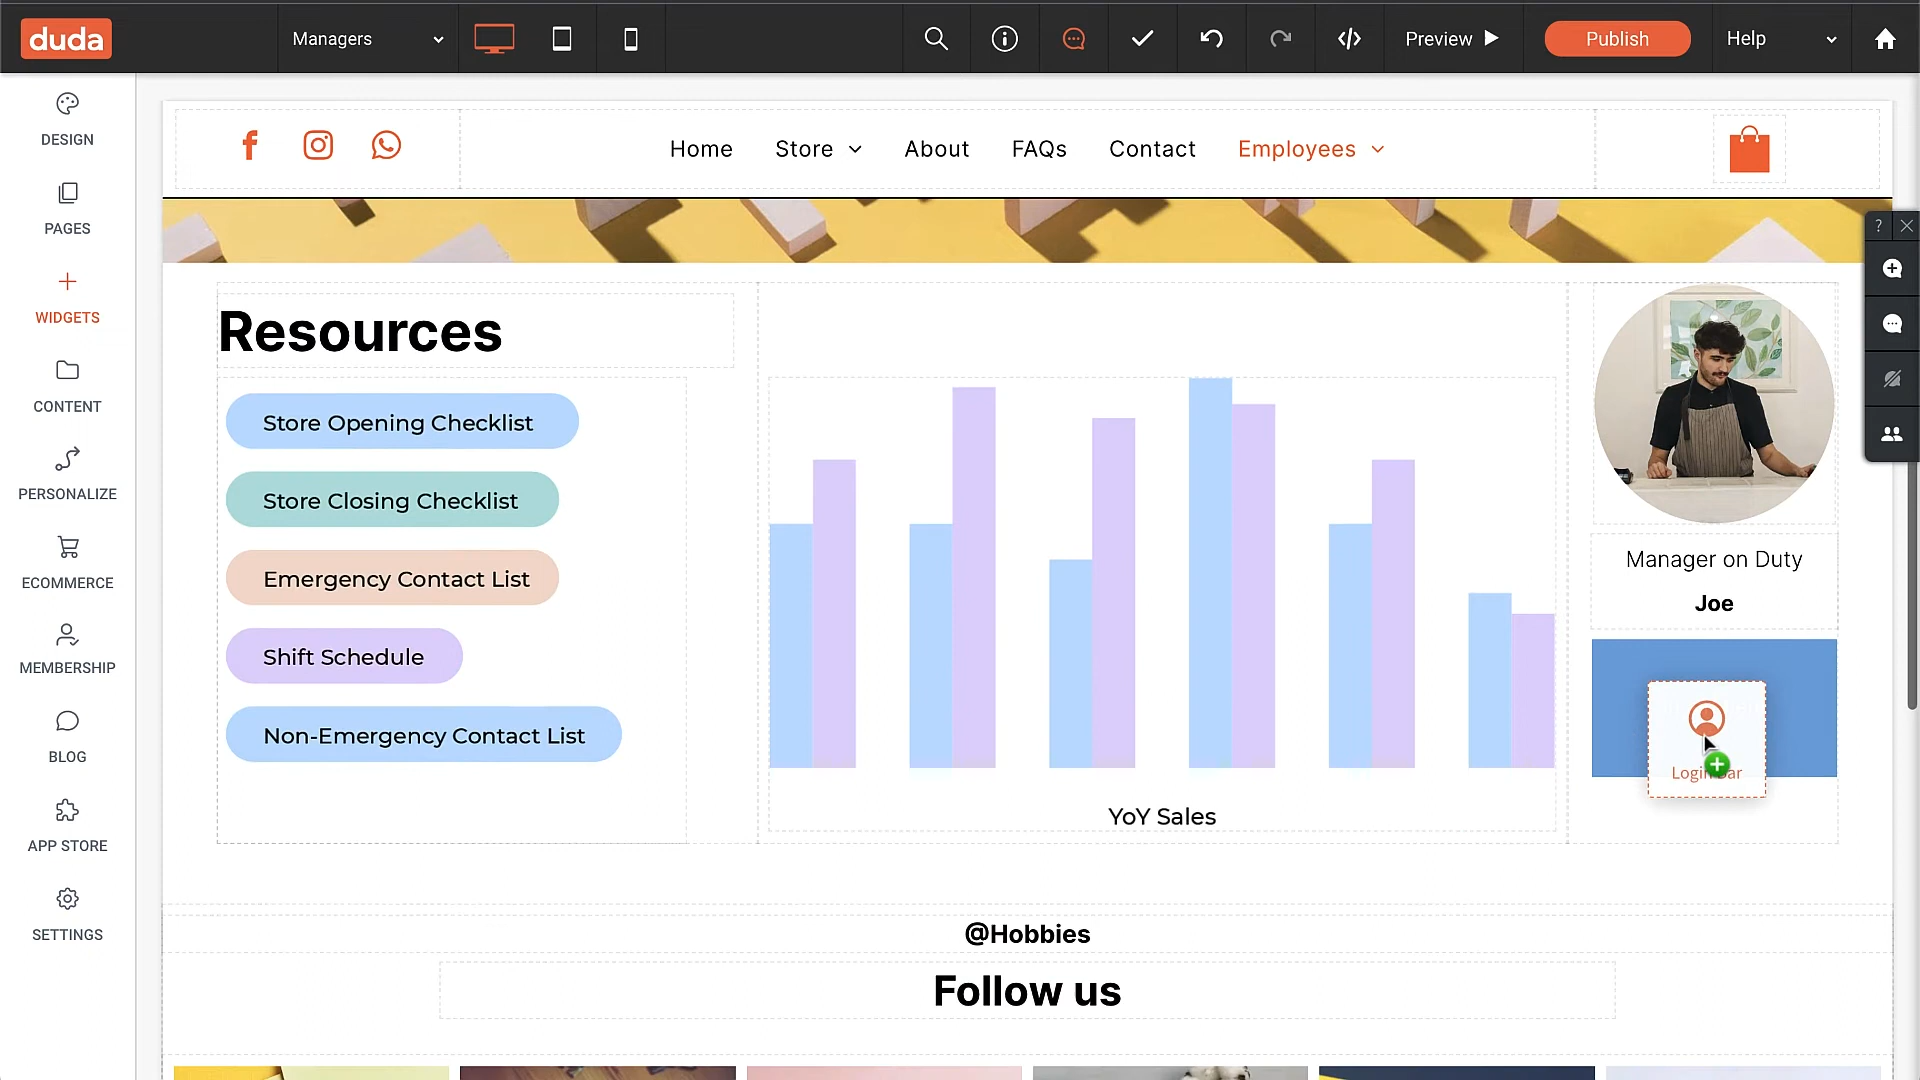 duda
Managers
Preview
Publish
Help
DESIGN
PAGES
WIDGETS
CONTENT
PERSONALIZE
ECOMMERCE
MEMBERSHIP
BLOG
APP STORE
SETTINGS
Home
Store
About
FAQs
Contact
Employees
?
Resources
Store Opening Checklist
Store Closing Checklist
Emergency Contact List
Shift Schedule
Non-Emergency Contact List
YoY Sales
Manager on Duty
Joe
Login Bar
@Hobbies
Follow us